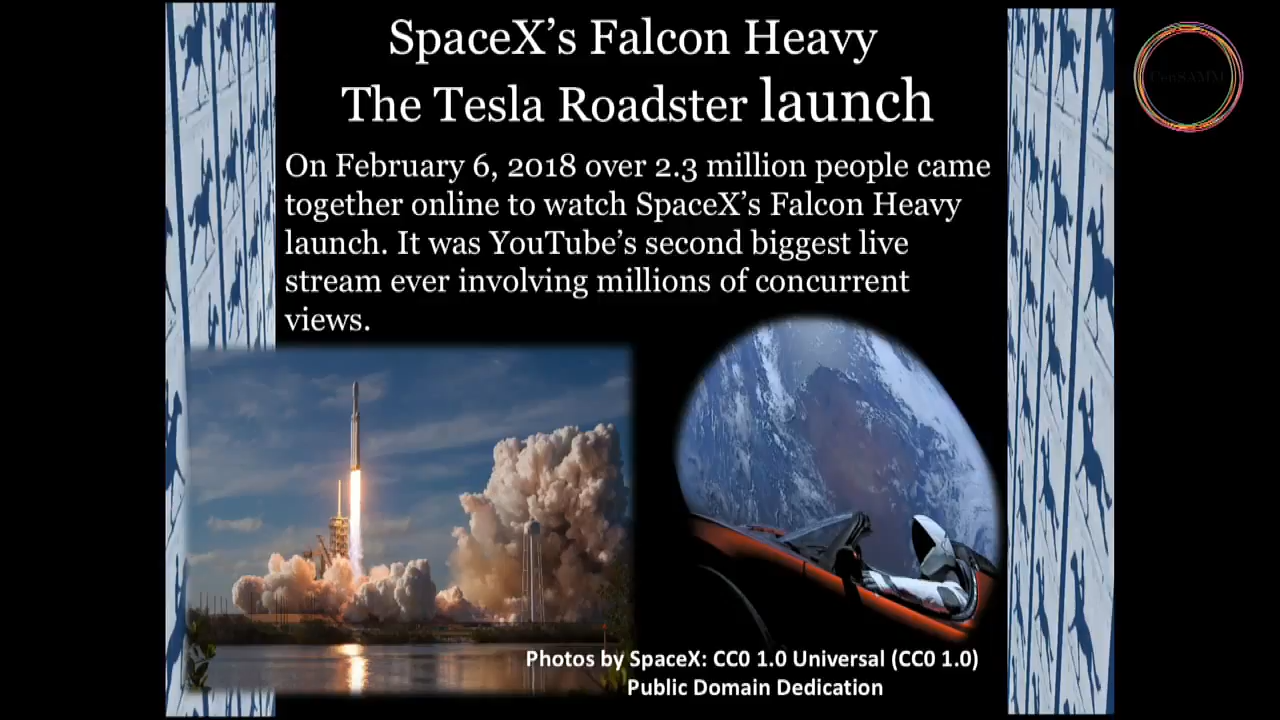 SpaceX’s Falcon Heavy
The Tesla Roadster launch
On February 6, 2018 over 2.3 million people came
together online to watch SpaceX’s Falcon Heavy
launch. It was YouTube’s second biggest live
stream ever involving millions of concurrent
views.
Photos by SpaceX: CC0 1.0 Universal (CC0 1.0)
Public Domain Dedication